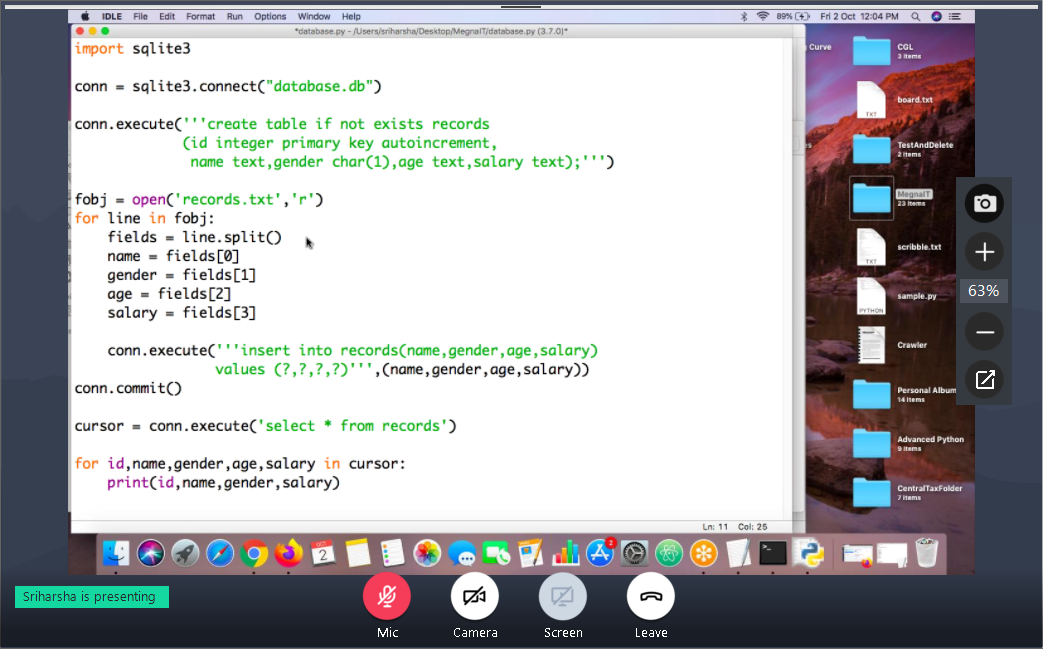 IDLE File Edit Format Run Options Window Help 89% Fri 2 Oct 12:04 PM
*database.py - /Users/sriharsha/Desktop/MegnaIT/database.py (3.7.0)*
import sqlite3
conn = sqlite3.connect("database.db")
conn.execute('''create table if not exists records
(id integer primary key autoincrement,
name text,gender char(1),age text,salary text);''')
fobj = open('records.txt','r')
for line in fobj:
fields = line.split()
name = fields[0]
gender = fields[1]
age = fields[2]
salary = fields[3]
conn.execute('''insert into records(name,gender,age,salary)
values (?,?,?,?)''',(name,gender,age,salary))
conn.commit()
cursor = conn.execute('select * from records')
for id,name,gender,age,salary in cursor:
print(id,name,gender,salary)
Ln: 11 Col: 25
Curve
CGL
3 items
board.txt
TXT
TestAndDelete
2 items
MegnaIT
23 items
scribble.txt
TXT
sample.py
PYTHON
Crawler
Personal Album
14 items
Advanced Python
9 items
CentralTaxFolder
7 items
63%
OCT
2
2
Sriharsha is presenting
Mic
Camera
Screen
Leave